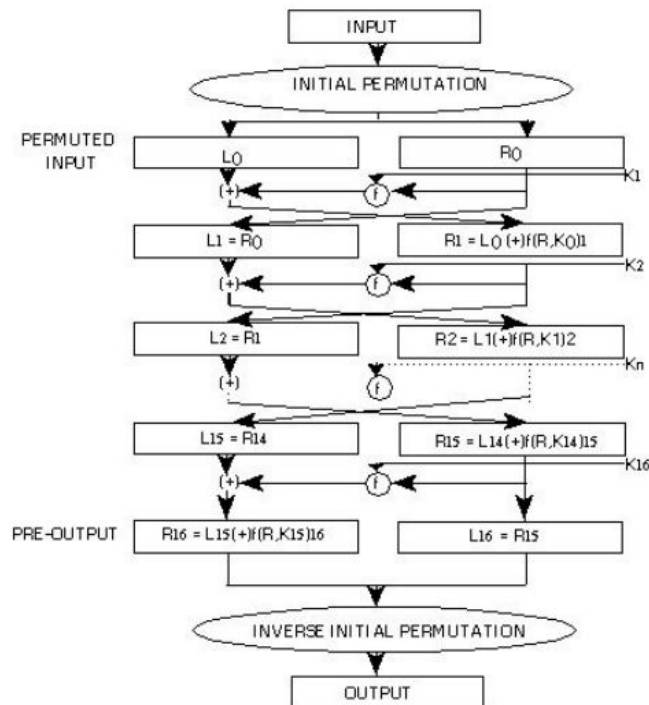 INPUT
INITIAL PERMUTATION
PERMUTED
INPUT
L0
R0
K1
(+)
f
L1 = R0
R1 = L0 (+)f(R,K0)1
K2
(+)
f
L2 = R1
R2 = L1(+)f(R,K1)2
Kn
(+)
f
L15 = R14
R15 = L14(+)f(R,K14)15
K16
(+)
f
PRE-OUTPUT
R16 = L15(+)f(R,K15)16
L16 = R15
INVERSE INITIAL PERMUTATION
OUTPUT